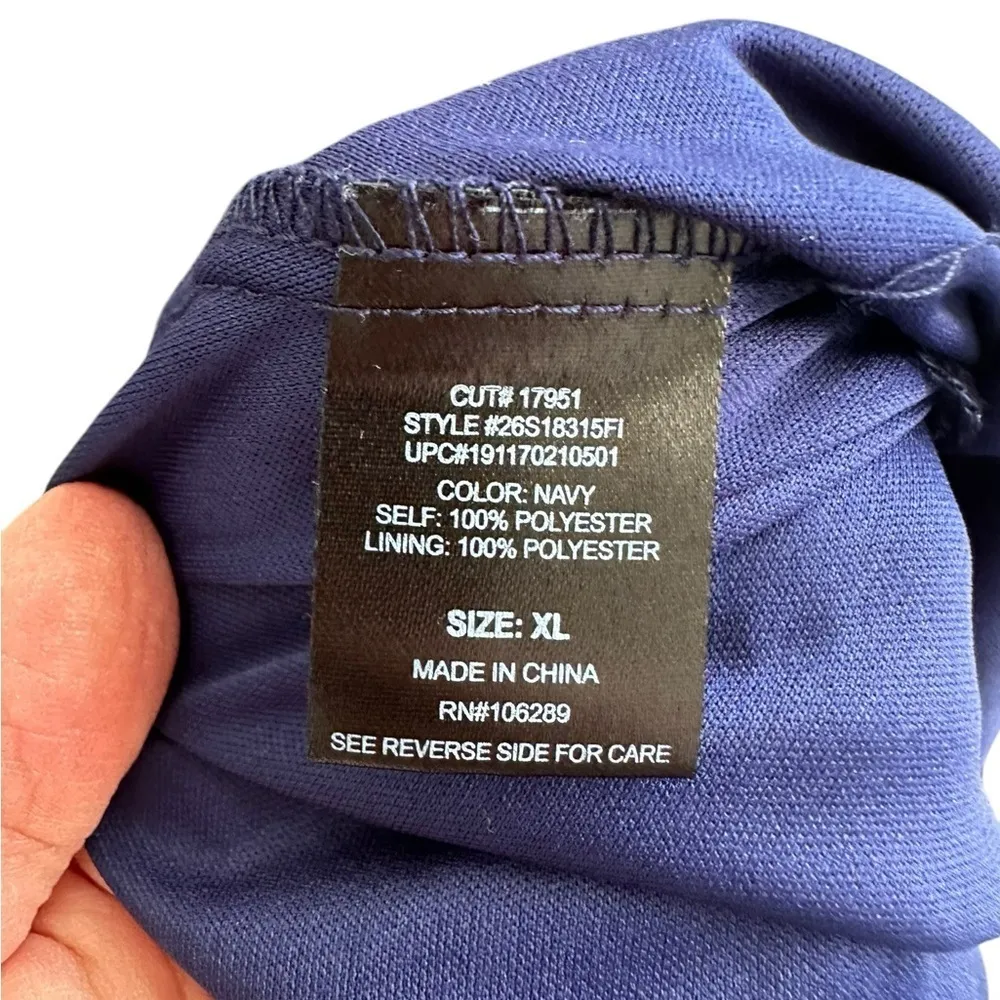 CUT# 17951
STYLE #26S18315FI
UPC#191170210501
COLOR: NAVY
SELF: 100% POLYESTER
LINING: 100% POLYESTER
SIZE: XL
MADE IN CHINA
RN#106289
SEE REVERSE SIDE FOR CARE